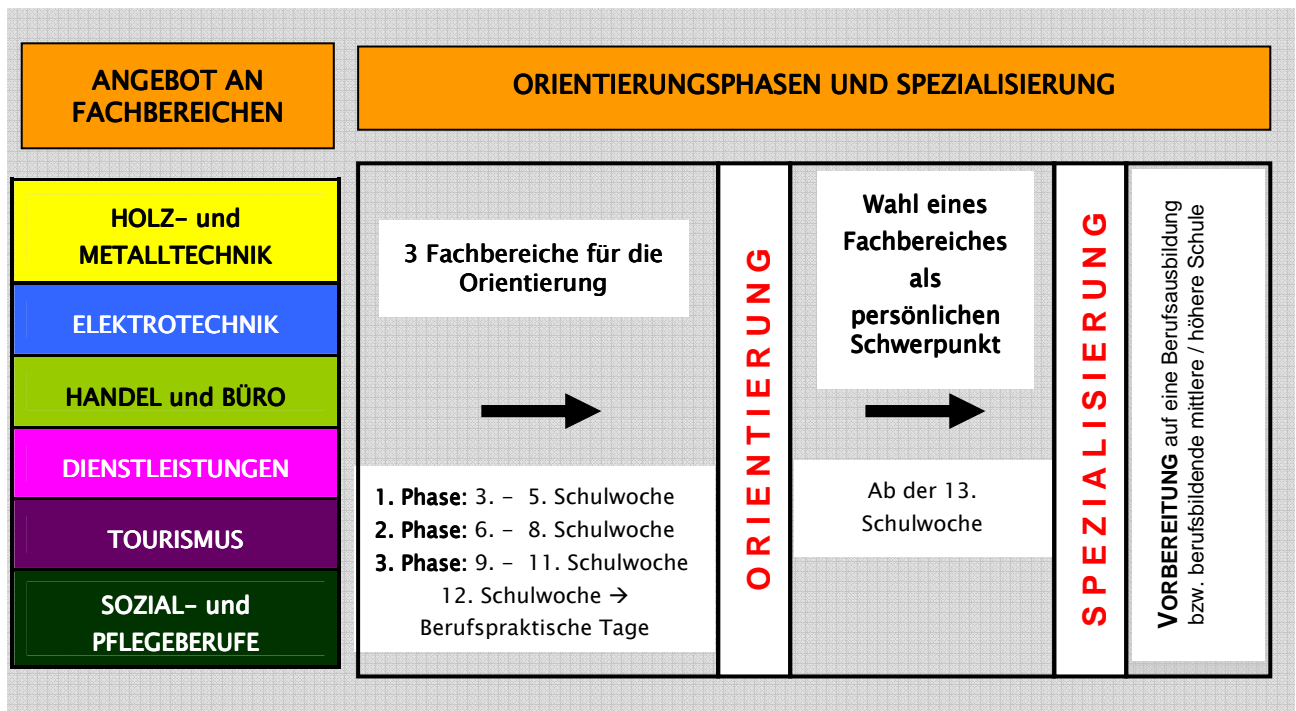 ANGEBOT AN
FACHBEREICHEN
ORIENTIERUNGSPHASEN UND SPEZIALISIERUNG
HOLZ- und
METALLTECHNIK
ELEKTROTECHNIK
HANDEL und BÜRO
DIENSTLEISTUNGEN
TOURISMUS
SOZIAL- und
PFLEGEBERUFE
3 Fachbereiche für die
Orientierung
1. Phase: 3. - 5. Schulwoche
2. Phase: 6. - 8. Schulwoche
3. Phase: 9. - 11. Schulwoche
12. Schulwoche →
Berufspraktische Tage
ORIENTIERUNG
Wahl eines
Fachbereiches
als
persönlichen
Schwerpunkt
Ab der 13.
Schulwoche
SPEZIALISIERUNG
VORBEREITUNG auf eine Berufsausbildung
bzw. berufsbildende mittlere / höhere Schule